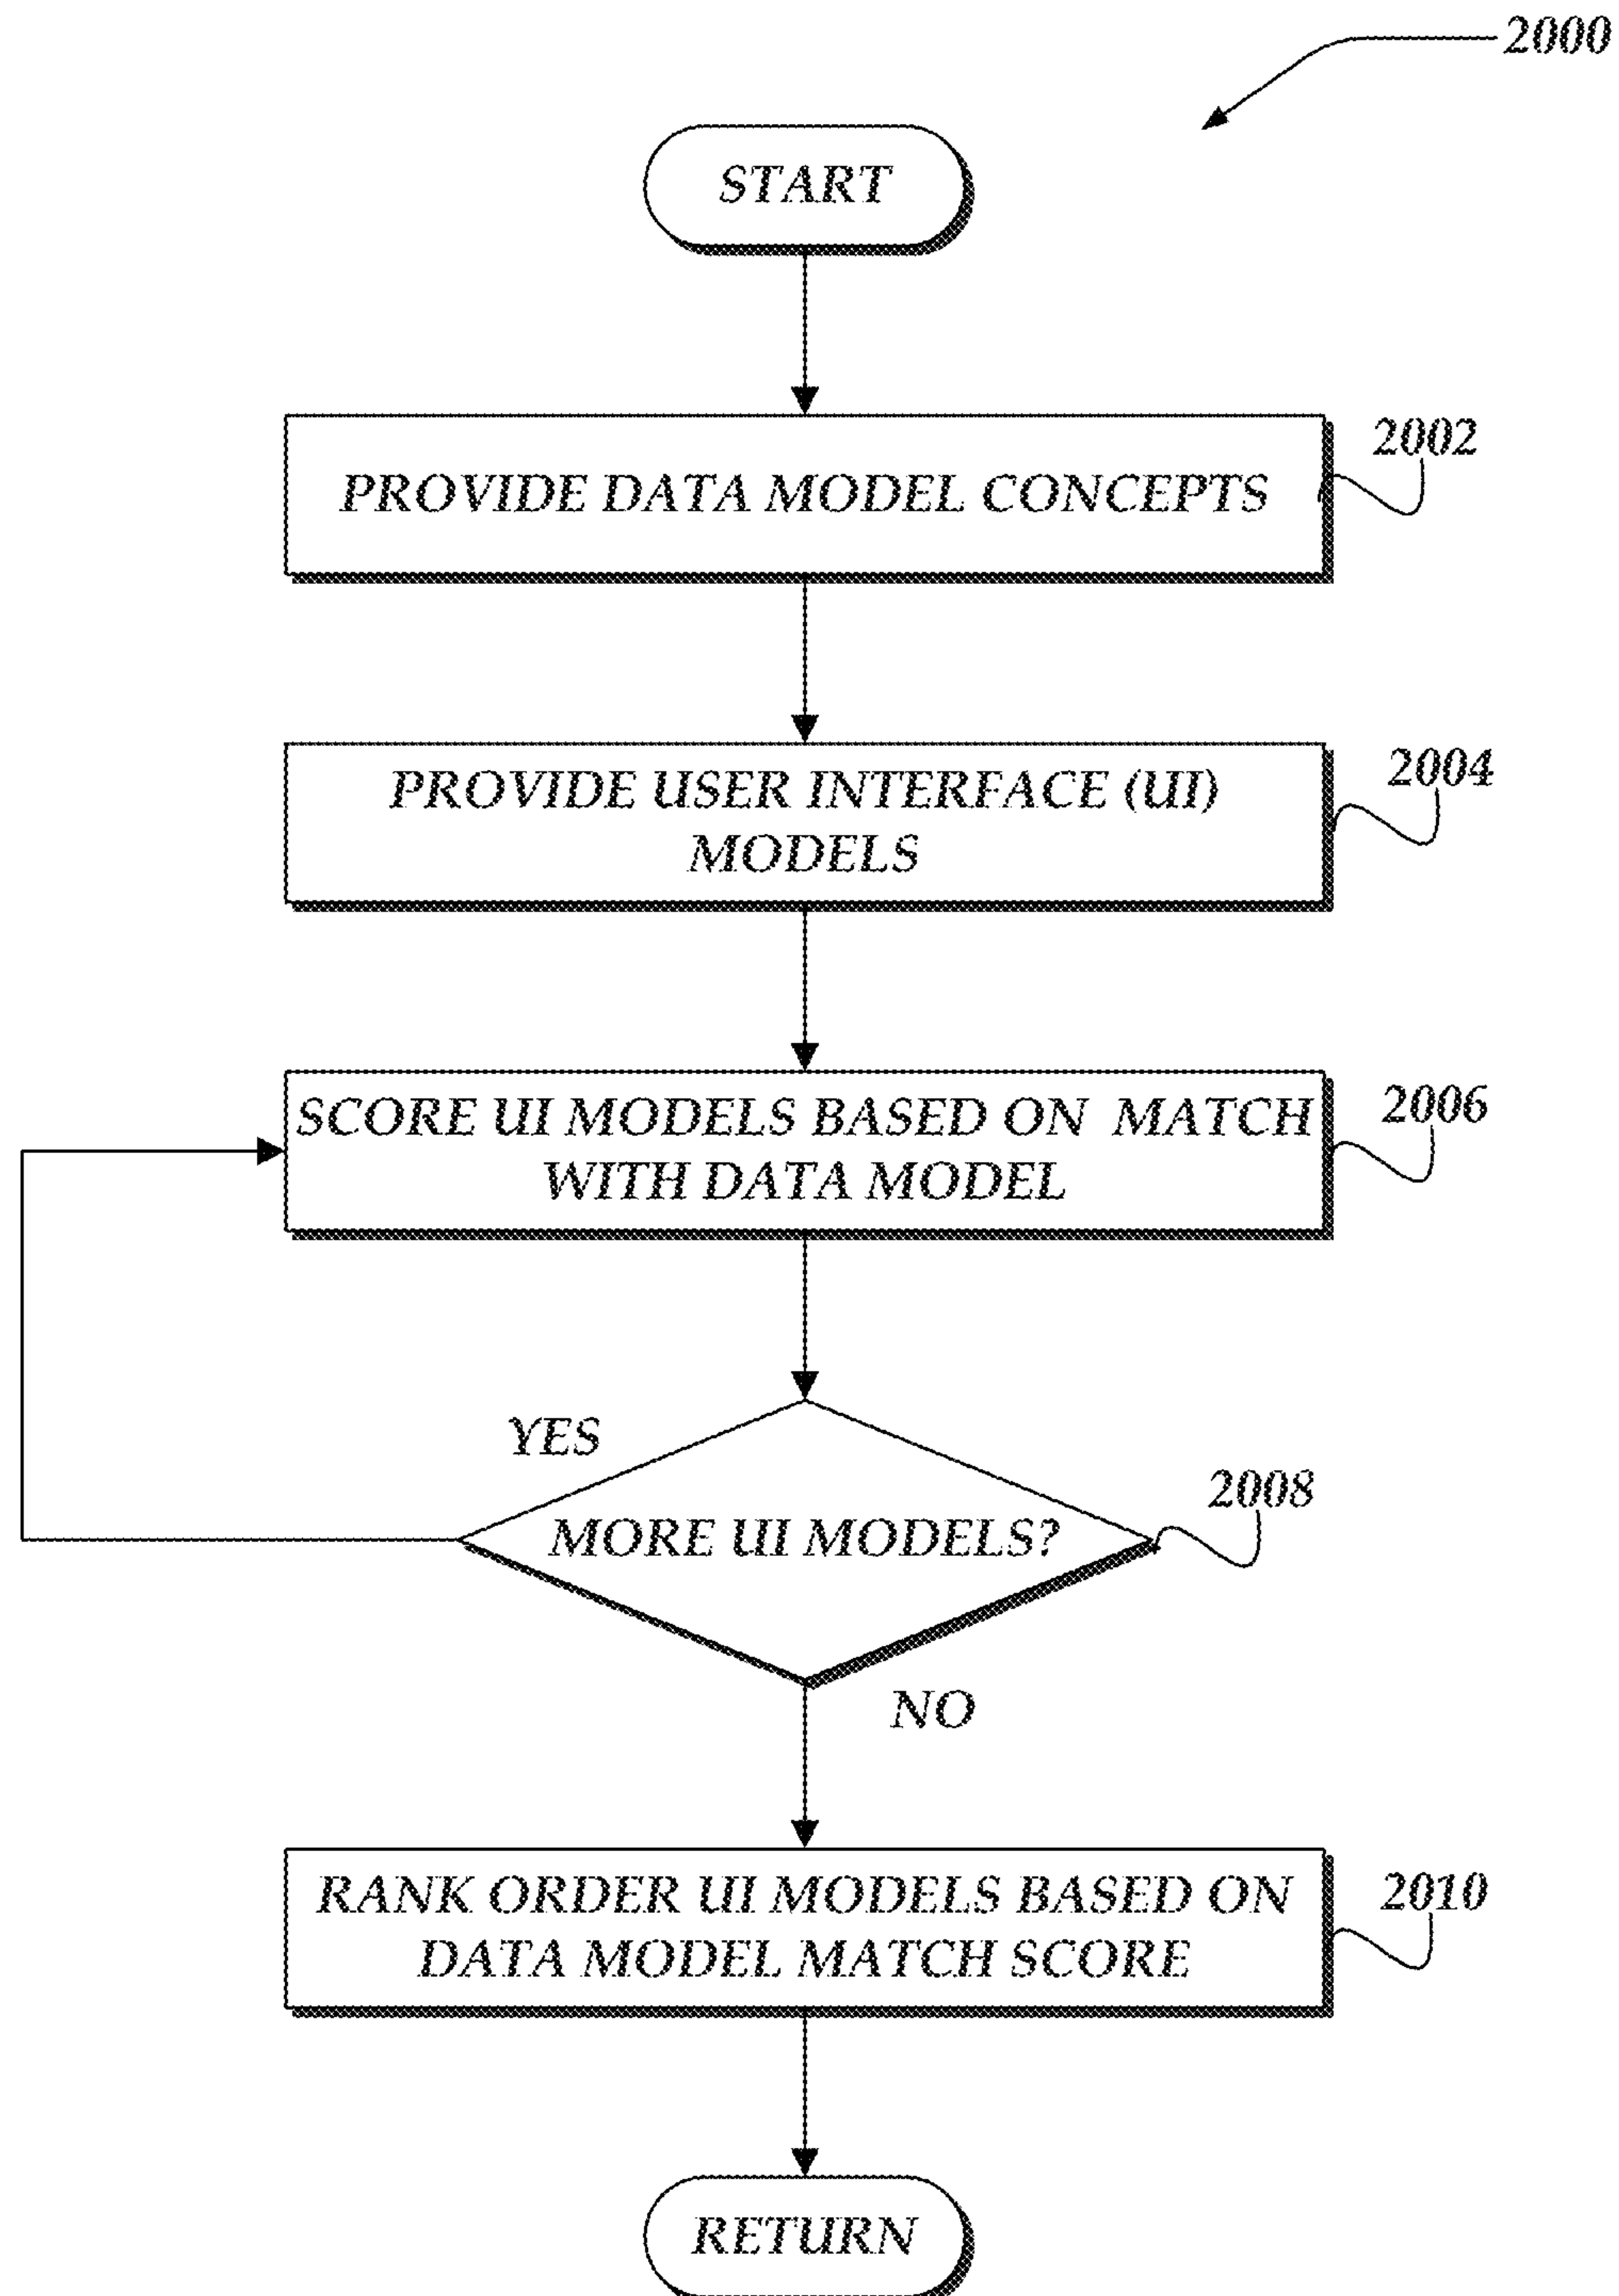 2000
START
PROVIDE DATA MODEL CONCEPTS
2002
PROVIDE USER INTERFACE (UI)
MODELS
2004
SCORE UI MODELS BASED ON MATCH
WITH DATA MODEL
2006
YES
MORE UI MODELS?
2008
NO
RANK ORDER UI MODELS BASED ON
DATA MODEL MATCH SCORE
2010
RETURN